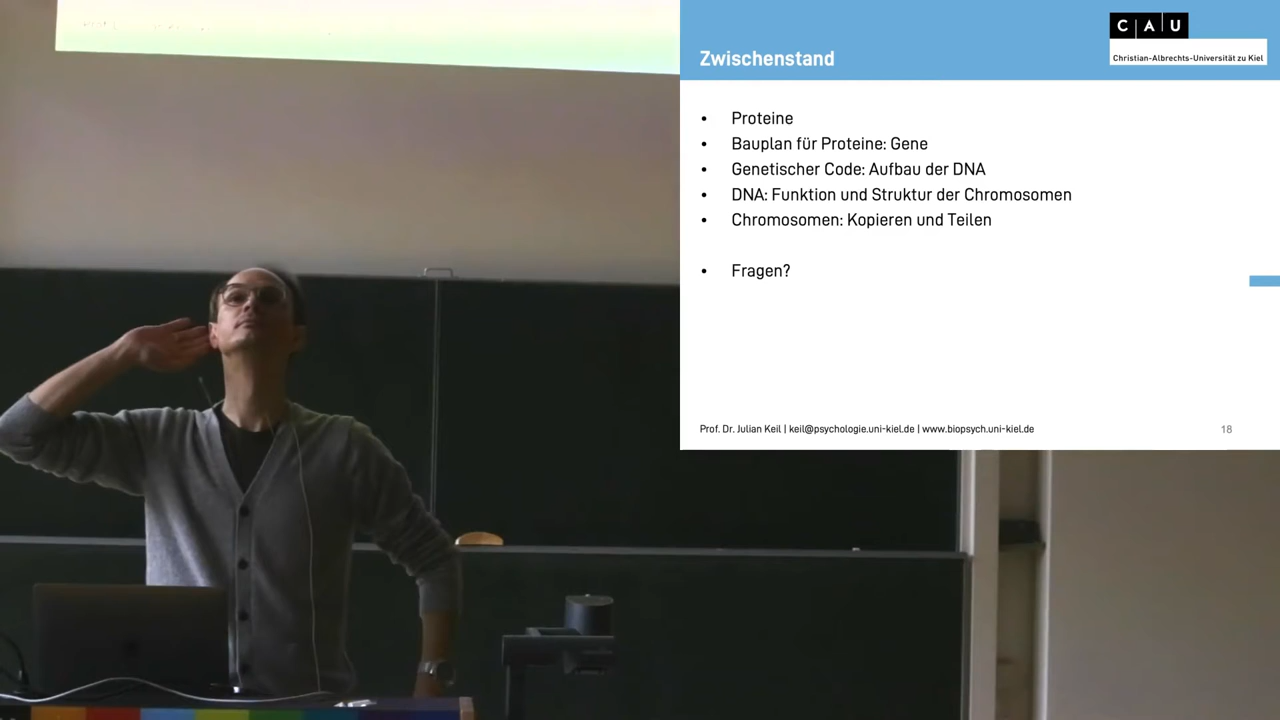 Zwischenstand
C A U
Christian-Albrechts-Universität zu Kiel
• Proteine
• Bauplan für Proteine: Gene
• Genetischer Code: Aufbau der DNA
• DNA: Funktion und Struktur der Chromosomen
• Chromosomen: Kopieren und Teilen
• Fragen?
Prof. Dr. Julian Keil | keil@psychologie.uni-kiel.de | www.biopsych.uni-kiel.de
18